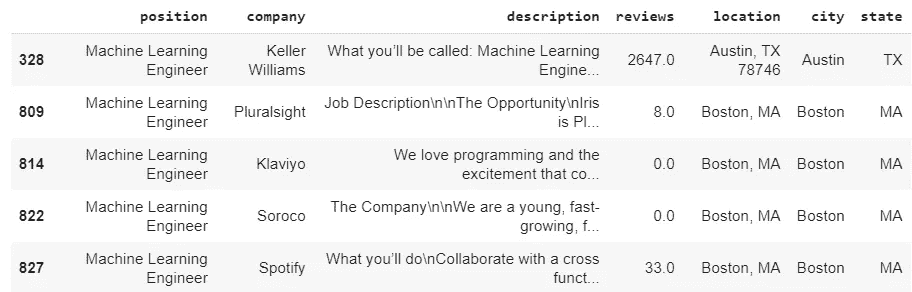 position company description reviews location city state
328 Machine Learning Engineer Keller Williams What you'll be called: Machine Learning Engine... 2647.0 Austin, TX 78746 Austin TX
809 Machine Learning Engineer Pluralsight Job Description\n\nThe Opportunity\nIris is Pl... 8.0 Boston, MA Boston MA
814 Machine Learning Engineer Klaviyo We love programming and the excitement that co... 0.0 Boston, MA Boston MA
822 Machine Learning Engineer Soroco The Company\n\nWe are a young, fast-growing, f... 0.0 Boston, MA Boston MA
827 Machine Learning Engineer Spotify What you'll do\nCollaborate with a cross funct... 33.0 Boston, MA Boston MA